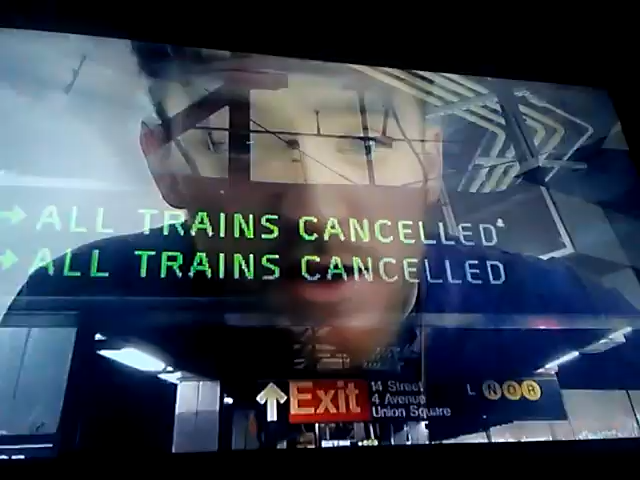 → ALL TRAINS CANCELLED
→ ALL TRAINS CANCELLED
↑ Exit
14 Street
4 Avenue
Union Square
L N Q R